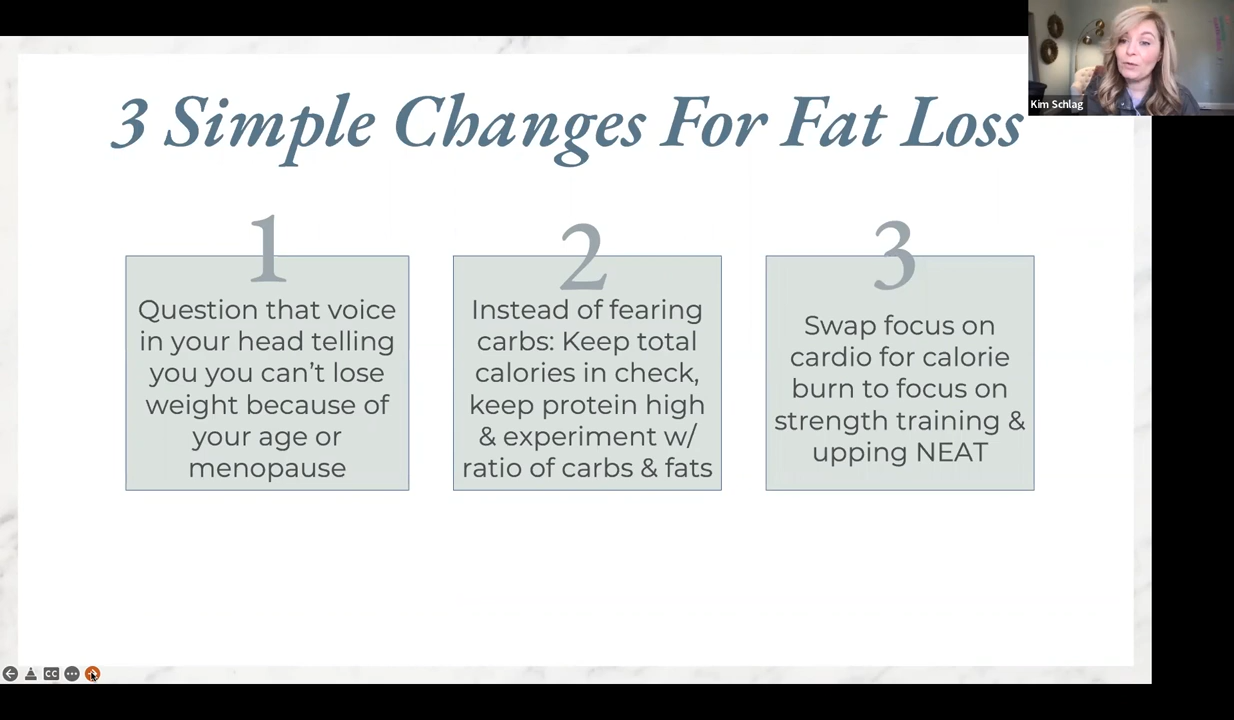 3 Simple Changes For Fat Loss
Kim Schlag
1
Question that voice
in your head telling
you you can't lose
weight because of
your age or
menopause
2
Instead of fearing
carbs: Keep total
calories in check,
keep protein high
& experiment w/
ratio of carbs & fats
3
Swap focus on
cardio for calorie
burn to focus on
strength training &
upping NEAT
CC